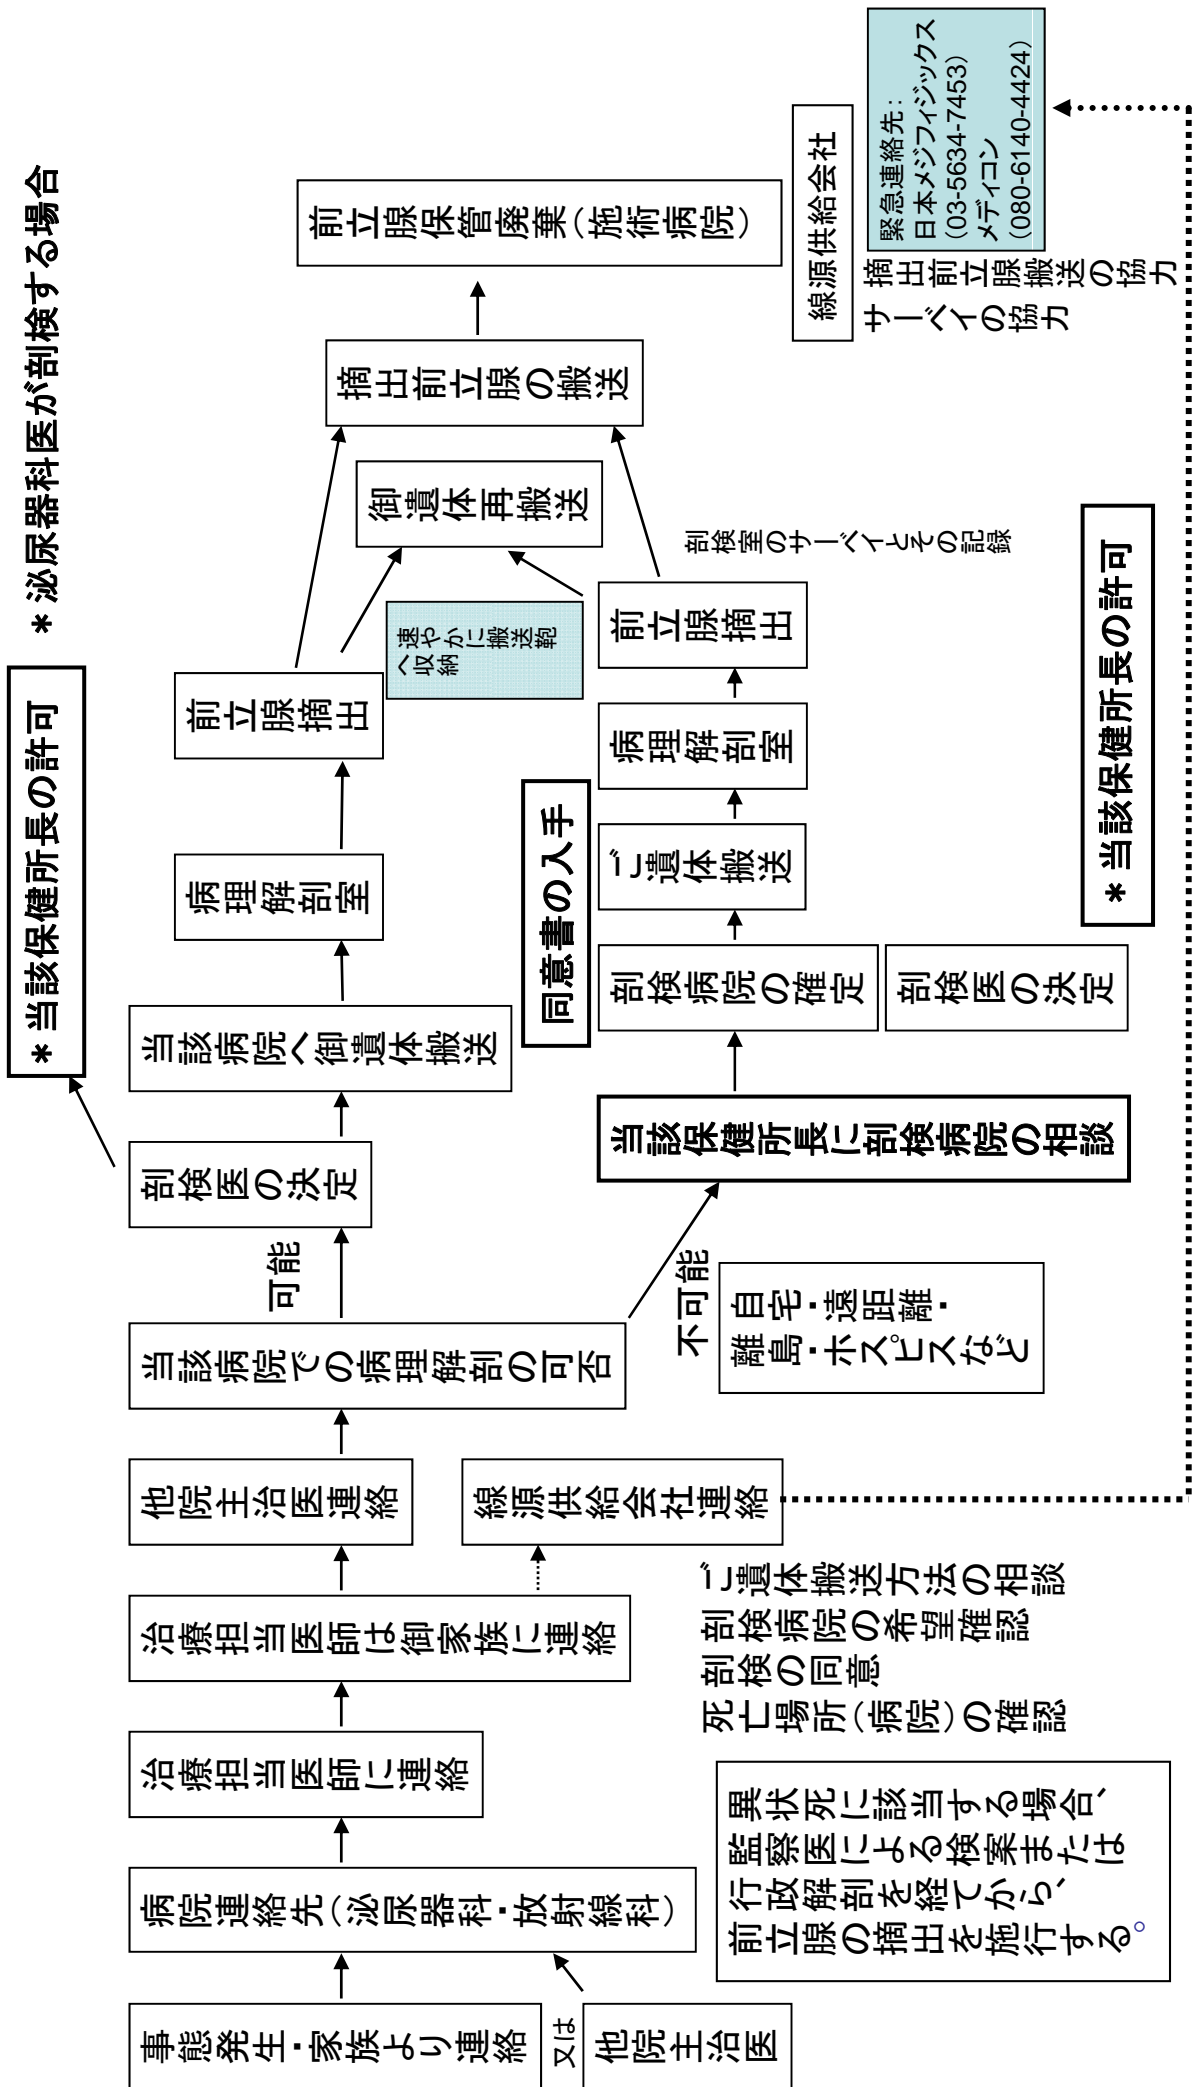 ＊泌尿器科医が剖検する場合
＊当該保健所長の許可
事態発生・家族より連絡
又は
他院主治医
病院連絡先(泌尿器科・放射線科)
治療担当医師に連絡
治療担当医師は御家族に連絡
他院主治医連絡
線源供給会社連絡
当該病院での病理解剖の可否
可能
不可能
剖検医の決定
当該病院へ御遺体搬送
病理解剖室
前立腺摘出
速やかに搬送鞄
へ収納
御遺体再搬送
摘出前立腺の搬送
前立腺保管廃棄(施術病院)
同意書の入手
自宅・遠距離・
離島・ホスピスなど
当該保健所長に剖検病院の相談
剖検病院の確定
剖検医の決定
ご遺体搬送
病理解剖室
前立腺摘出
剖検室のサーベイとその記録
＊当該保健所長の許可
線源供給会社
摘出前立腺搬送の協力
サーベイの協力
緊急連絡先:
日本メジフィジックス
(03-5634-7453)
メディコン
(080-6140-4424)
ご遺体搬送方法の相談
剖検病院の希望確認
剖検の同意
死亡場所(病院)の確認
異状死に該当する場合、
監察医による検案または
行政解剖を経てから、
前立腺の摘出を施行する。